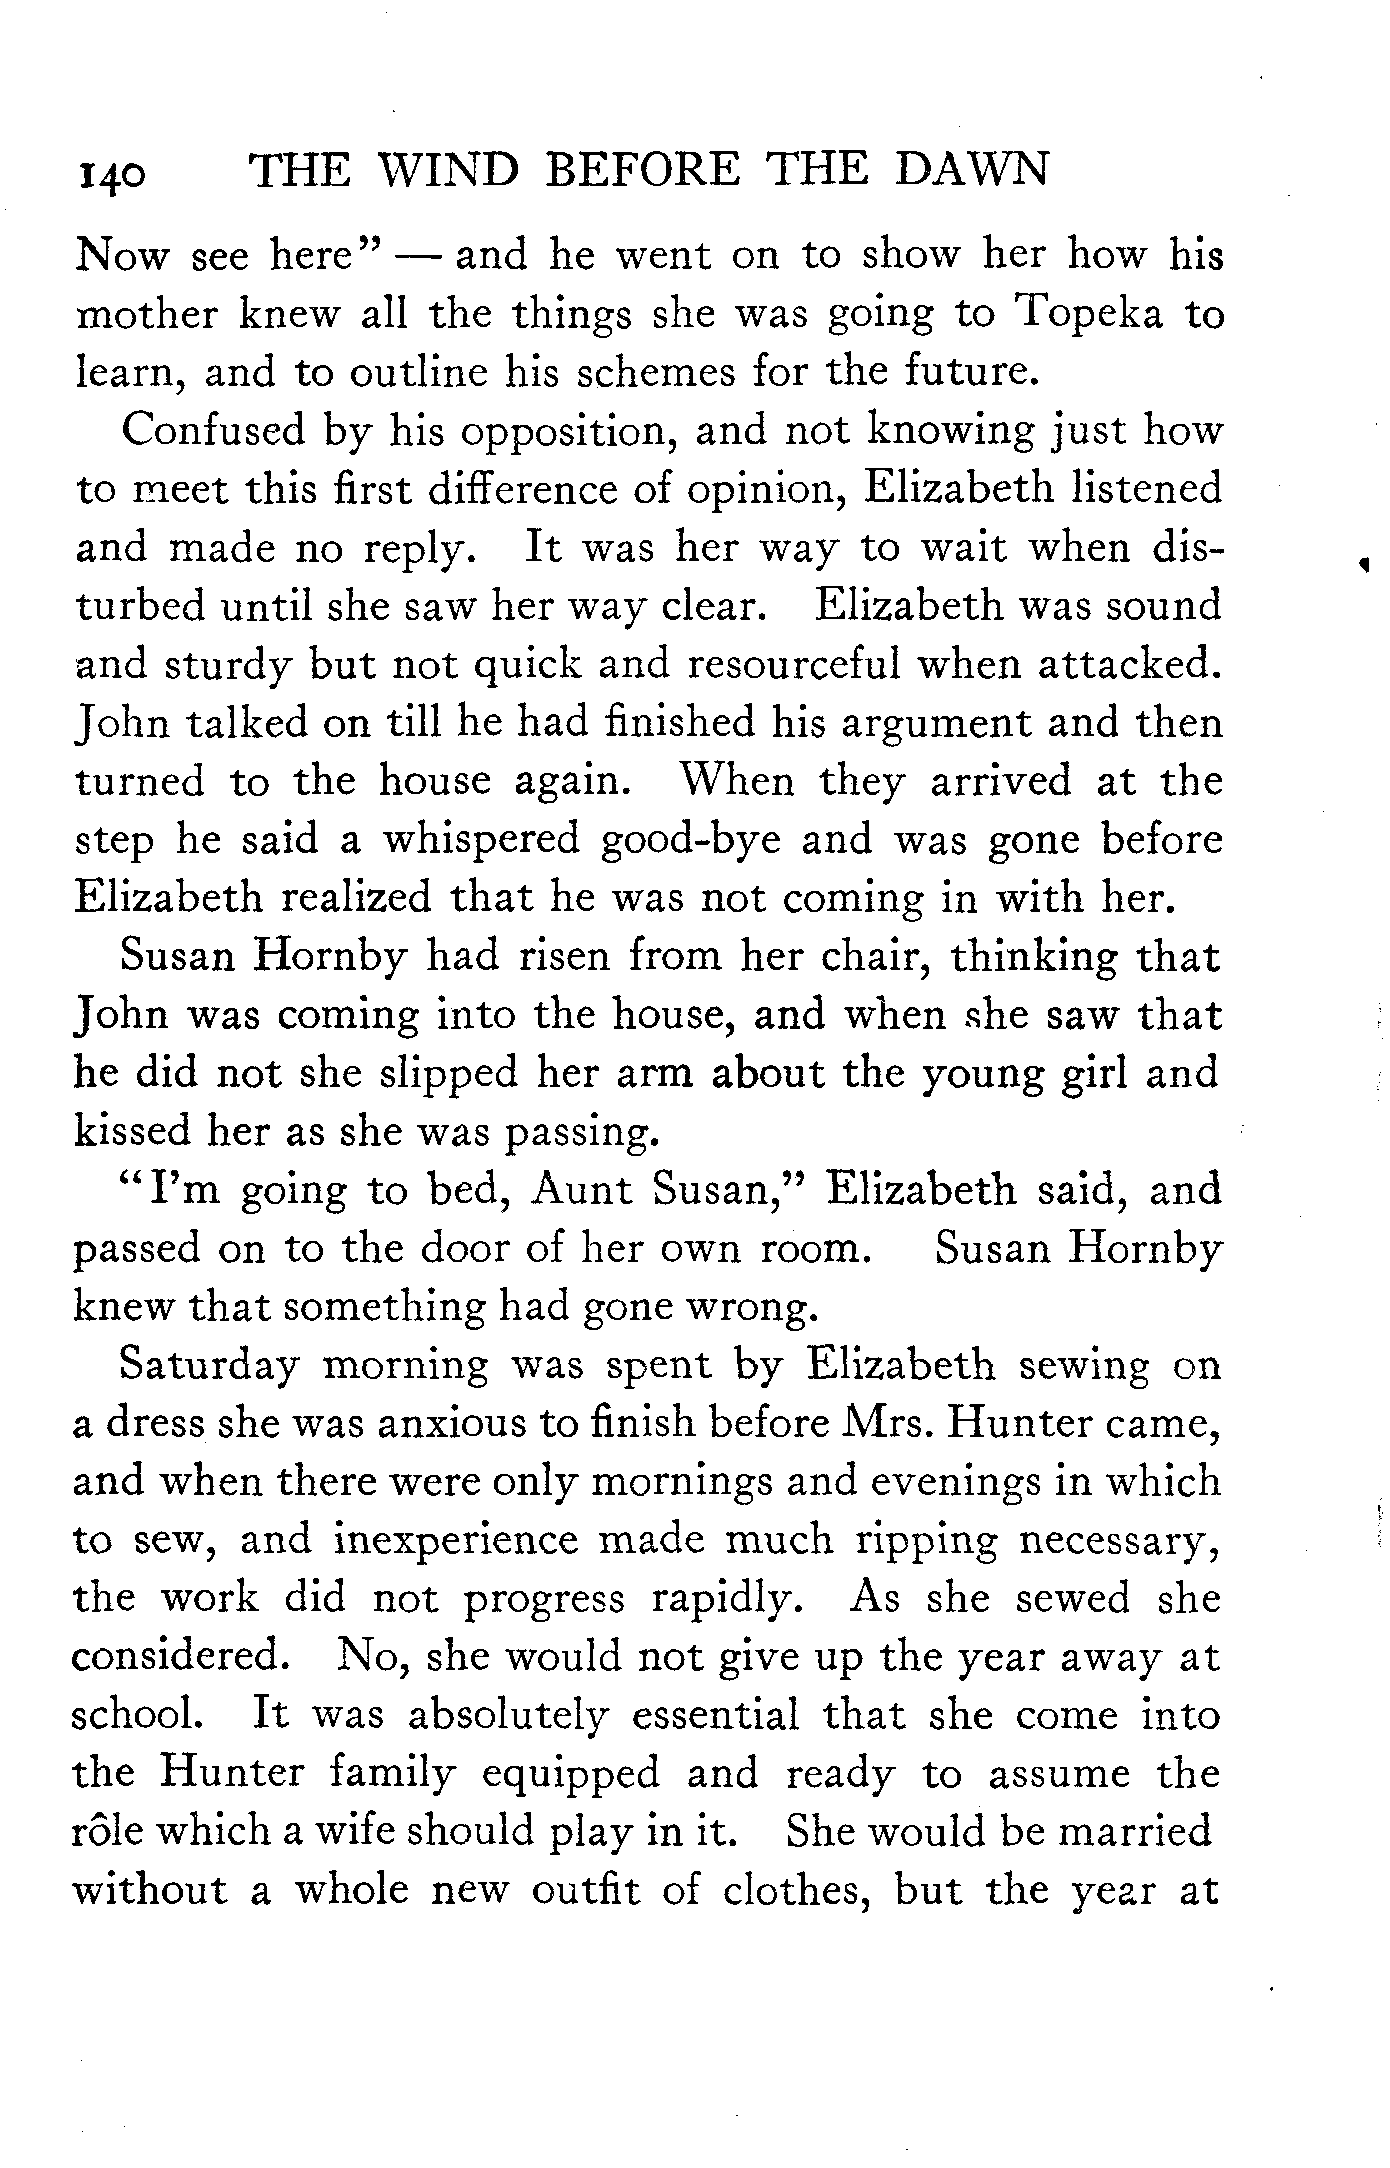 140 THE WIND BEFORE THE DAWN
Now see here” — and he went on to show her how his
mother knew all the things she was going to Topeka to
learn, and to outline his schemes for the future.
Confused by his opposition, and not knowing just how
to meet this first difference of opinion, Elizabeth listened
and made no reply. It was her way to wait when dis-
turbed until she saw her way clear. Elizabeth was sound
and sturdy but not quick and resourceful when attacked.
John talked on till he had finished his argument and then
turned to the house again. When they arrived at the
step he said a whispered good-bye and was gone before
Elizabeth realized that he was not coming in with her.
Susan Hornby had risen from her chair, thinking that
John was coming into the house, and when she saw that
he did not she slipped her arm about the young girl and
kissed her as she was passing.
“I’m going to bed, Aunt Susan,” Elizabeth said, and
passed on to the door of her own room. Susan Hornby
knew that something had gone wrong.
Saturday morning was spent by Elizabeth sewing on
a dress she was anxious to finish before Mrs. Hunter came,
and when there were only mornings and evenings in which
to sew, and inexperience made much ripping necessary,
the work did not progress rapidly. As she sewed she
considered. No, she would not give up the year away at
school. It was absolutely essential that she come into
the Hunter family equipped and ready to assume the
rôle which a wife should play in it. She would be married
without a whole new outfit of clothes, but the year at